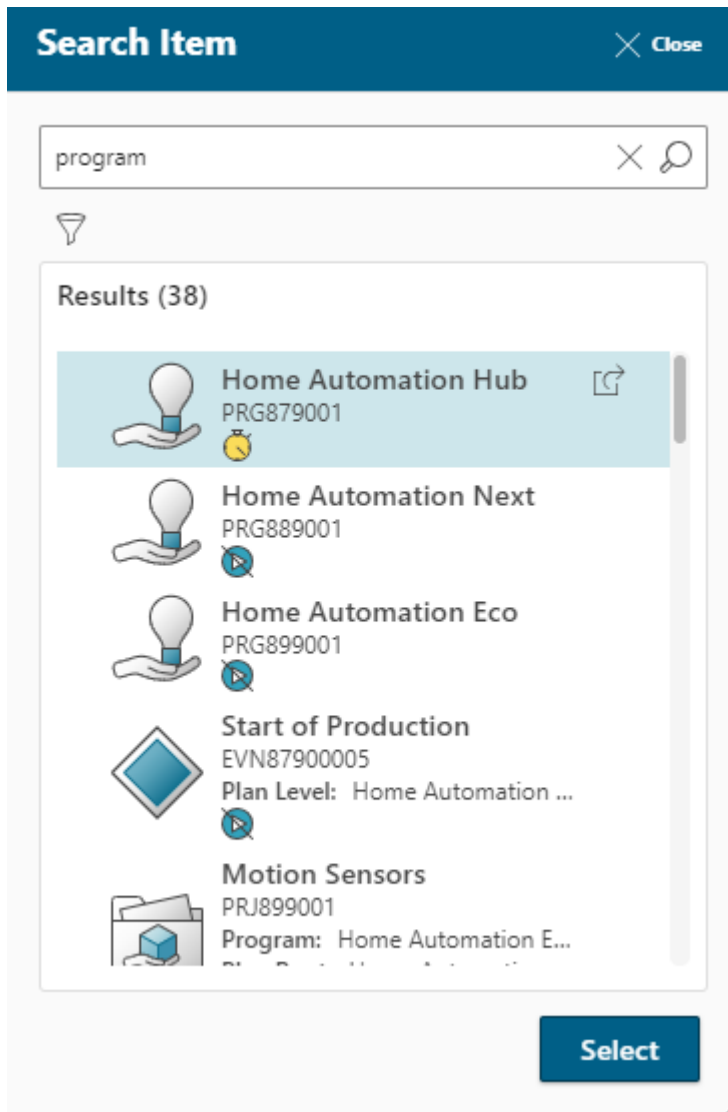 Search Item
Close
program
Results (38)
Home Automation Hub
PRG879001
Home Automation Next
PRG889001
Home Automation Eco
PRG899001
Start of Production
EVN87900005
Plan Level: Home Automation ...
Motion Sensors
PRJ899001
Program: Home Automation E...
Select